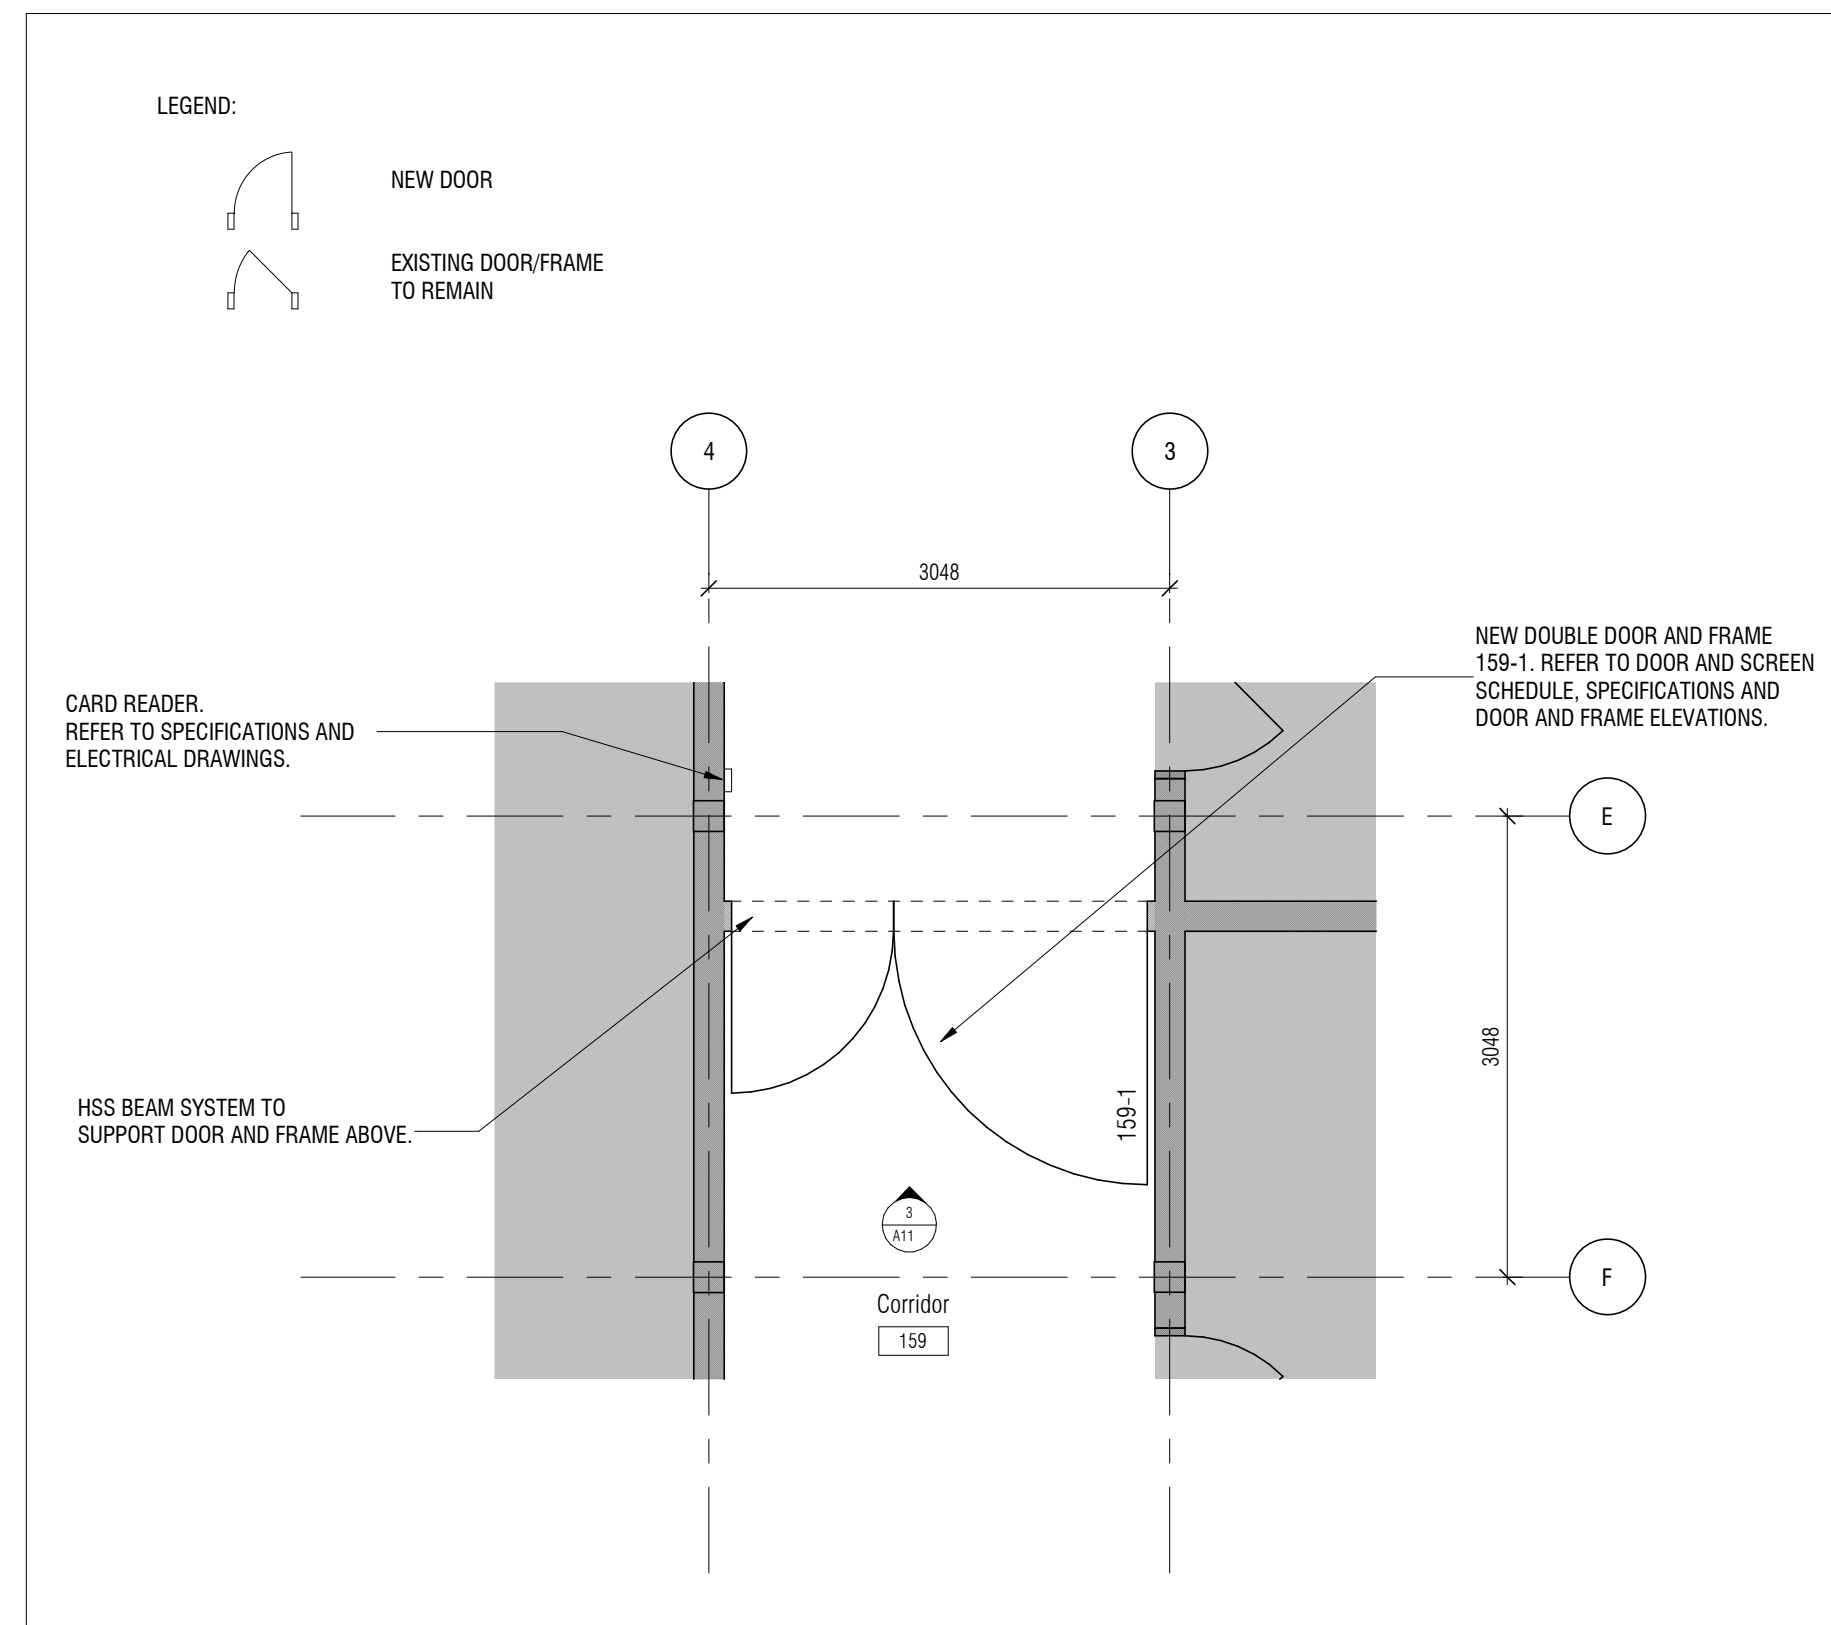 LEGEND:
NEW DOOR
EXISTING DOOR/FRAME
TO REMAIN
4
3
3048
NEW DOUBLE DOOR AND FRAME
159-1. REFER TO DOOR AND SCREEN
SCHEDULE, SPECIFICATIONS AND
DOOR AND FRAME ELEVATIONS.
CARD READER.
REFER TO SPECIFICATIONS AND
ELECTRICAL DRAWINGS.
E
3048
HSS BEAM SYSTEM TO
SUPPORT DOOR AND FRAME ABOVE.
159-1
3
A11
F
Corridor
159